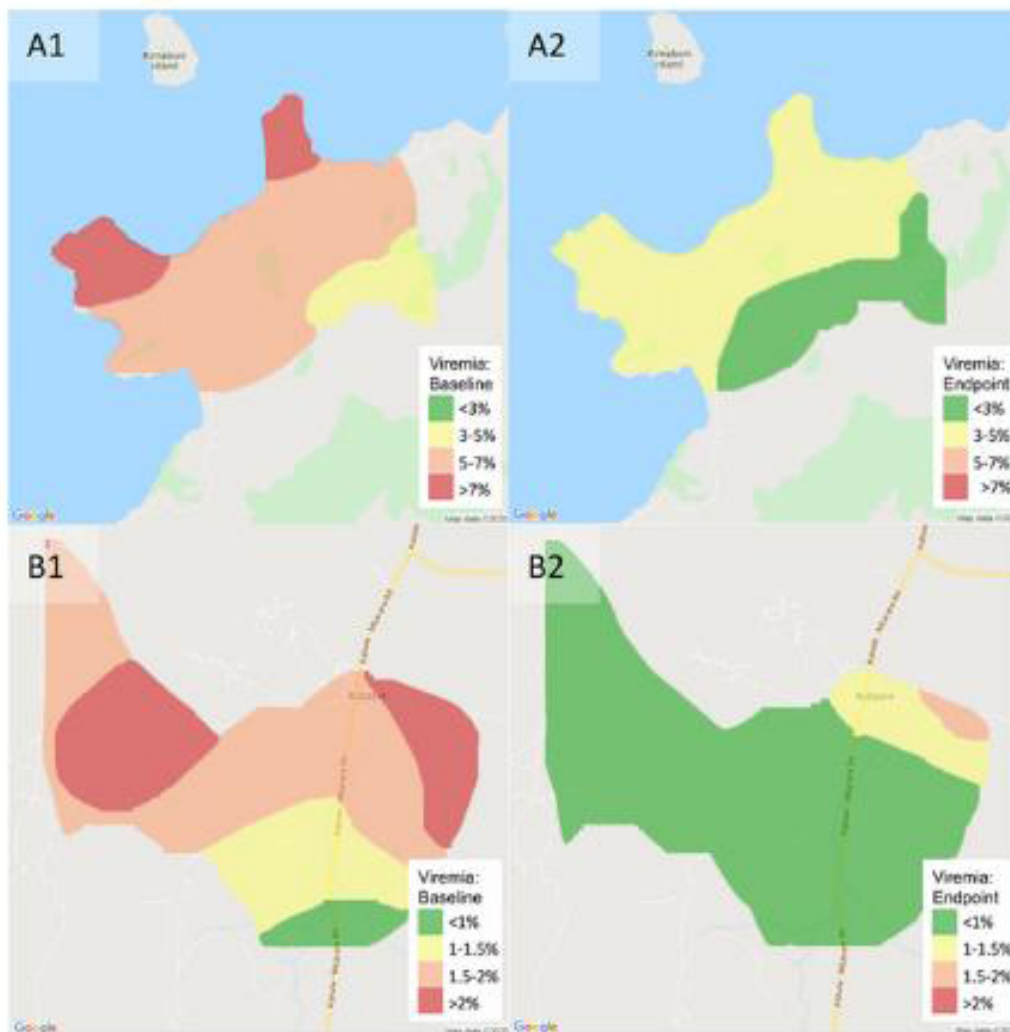 A1
Island
Viremia:
Baseline
<3%
3-5%
5-7%
>7%
Google
A2
Viremia:
Endpoint
<3%
3-5%
5-7%
>7%
Google
B1
Viremia:
Baseline
<1%
1-1.5%
1.5-2%
>2%
Google
B2
Viremia:
Endpoint
<1%
1-1.5%
1.5-2%
>2%
Google